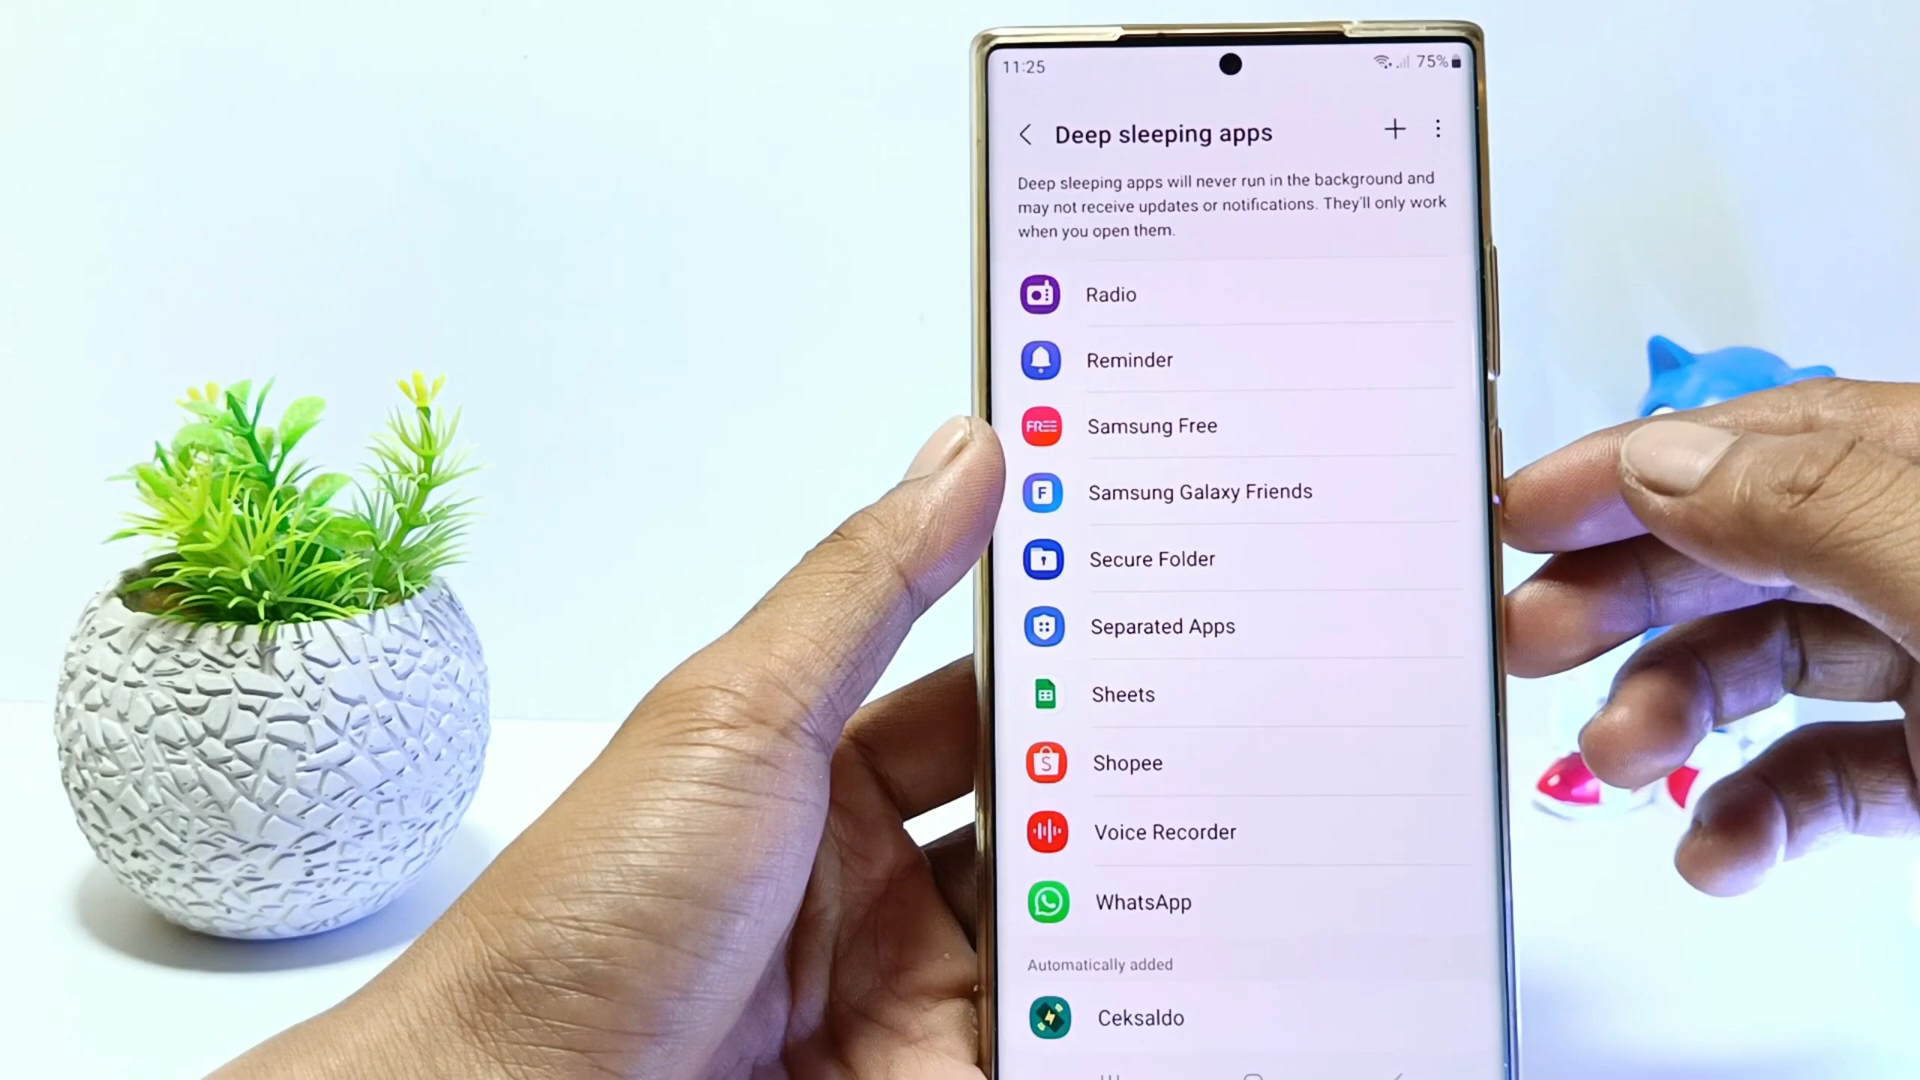 11:25
75%
Deep sleeping apps
Deep sleeping apps will never run in the background and
may not receive updates or notifications. They'll only work
when you open them.
Radio
Reminder
FREE
Samsung Free
F
Samsung Galaxy Friends
Secure Folder
Separated Apps
Sheets
S
Shopee
Voice Recorder
WhatsApp
Automatically added
Ceksaldo